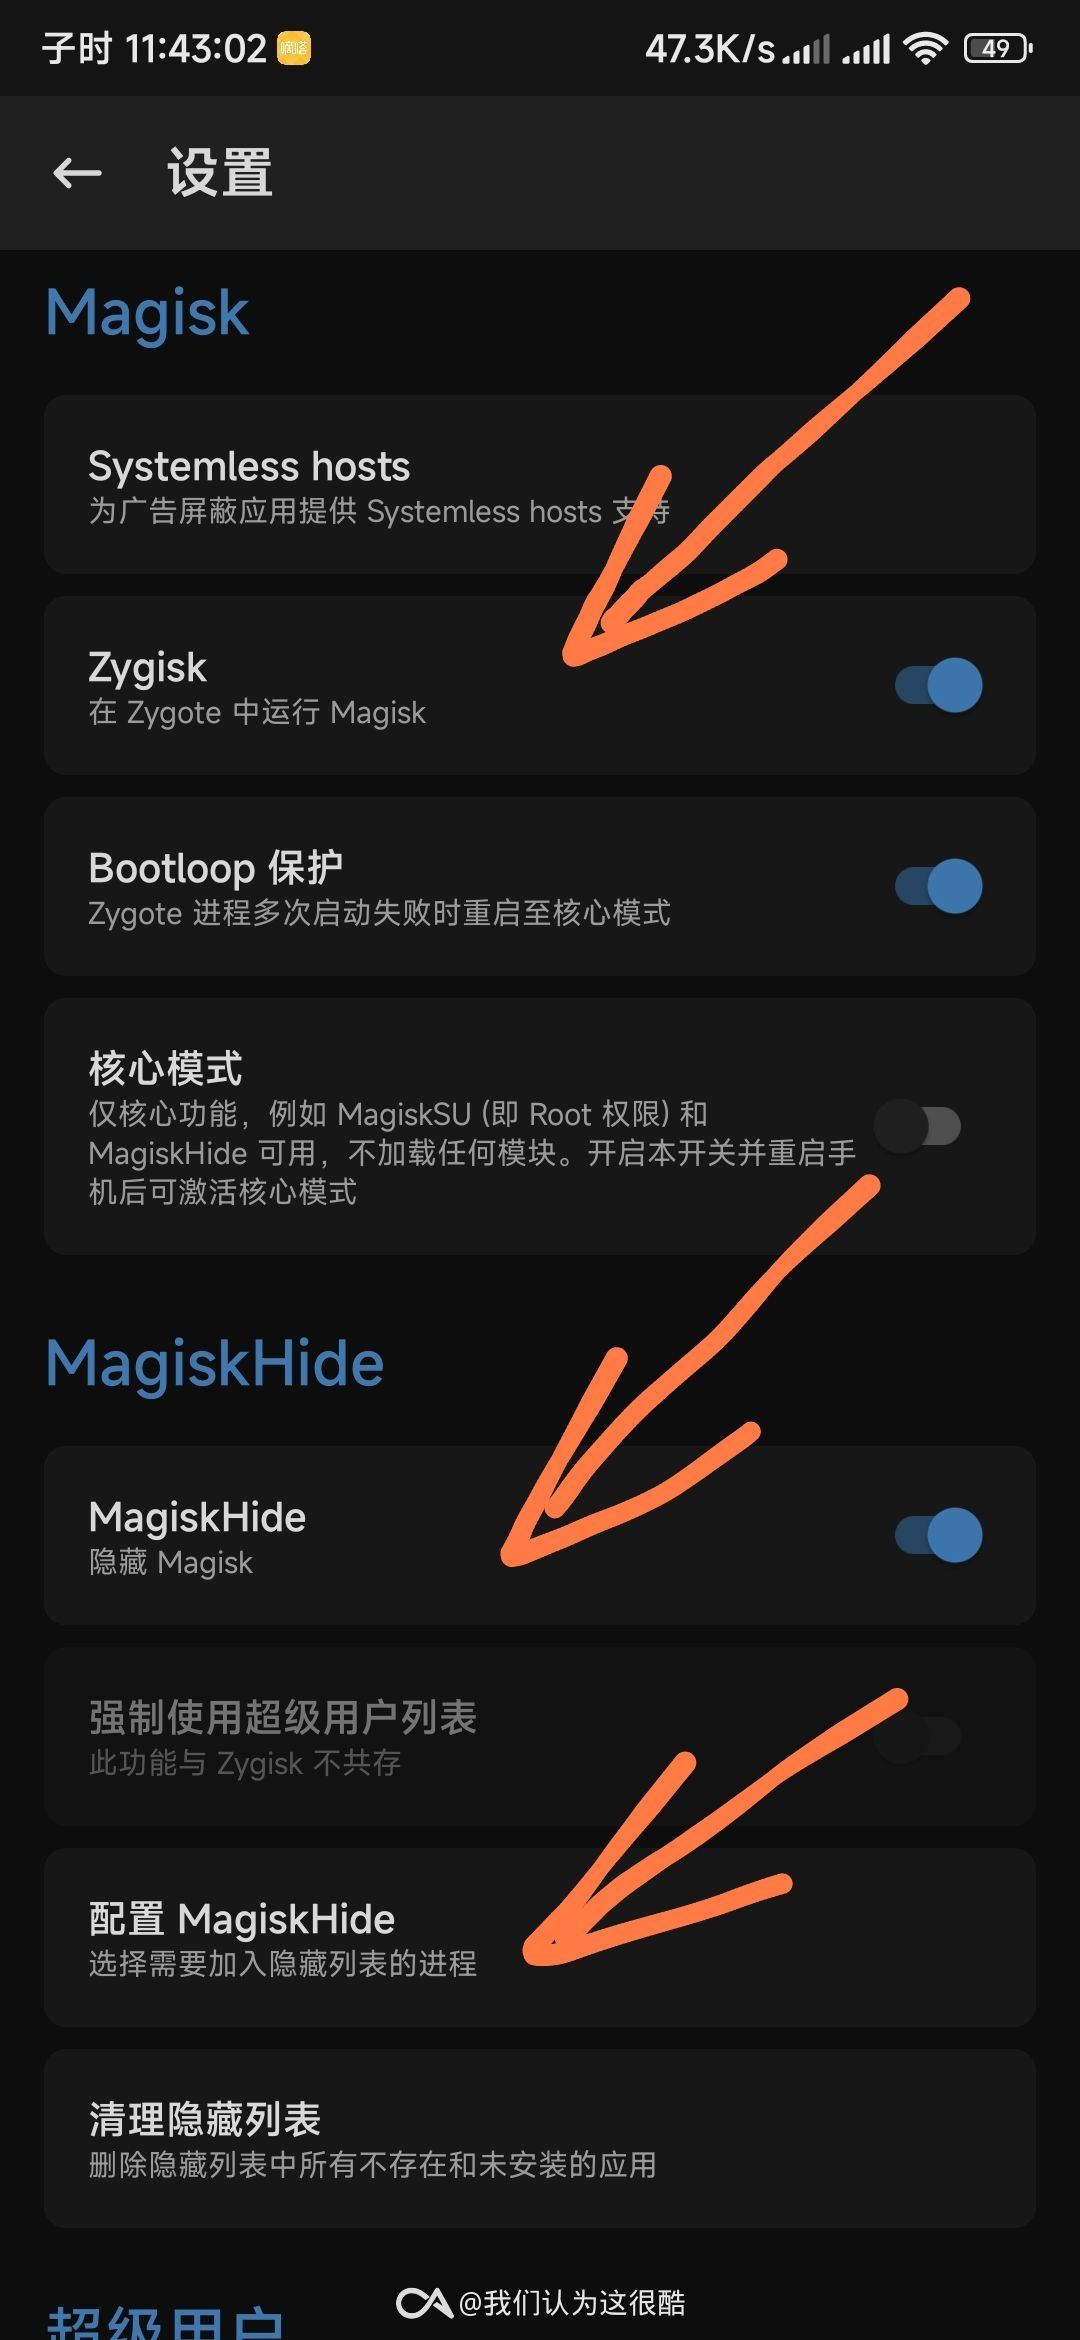 子时 11:43:02 嘀嗒 47.3K/s 49
设置
Magisk
Systemless hosts
为广告屏蔽应用提供 Systemless hosts 支持
Zygisk
在 Zygote 中运行 Magisk
Bootloop 保护
Zygote 进程多次启动失败时重启至核心模式
核心模式
仅核心功能，例如 MagiskSU (即 Root 权限) 和
MagiskHide 可用，不加载任何模块。开启本开关并重启手
机后可激活核心模式
MagiskHide
MagiskHide
隐藏 Magisk
强制使用超级用户列表
此功能与 Zygisk 不共存
配置 MagiskHide
选择需要加入隐藏列表的进程
清理隐藏列表
删除隐藏列表中所有不存在和未安装的应用
超级用户
@我们认为这很酷